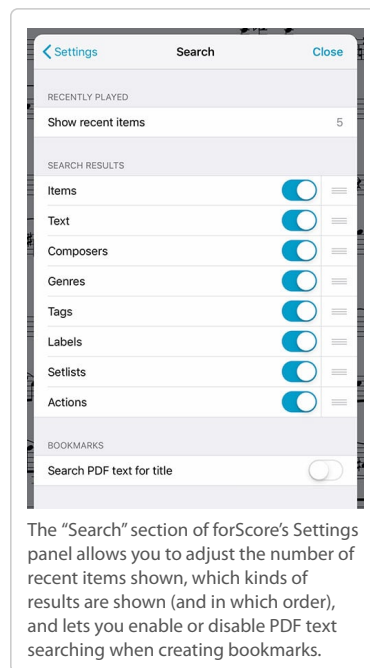 Settings Search Close
RECENTLY PLAYED
Show recent items 5
SEARCH RESULTS
Items
Text
Composers
Genres
Tags
Labels
Setlists
Actions
BOOKMARKS
Search PDF text for title
The “Search” section of forScore’s Settings
panel allows you to adjust the number of
recent items shown, which kinds of
results are shown (and in which order),
and lets you enable or disable PDF text
searching when creating bookmarks.